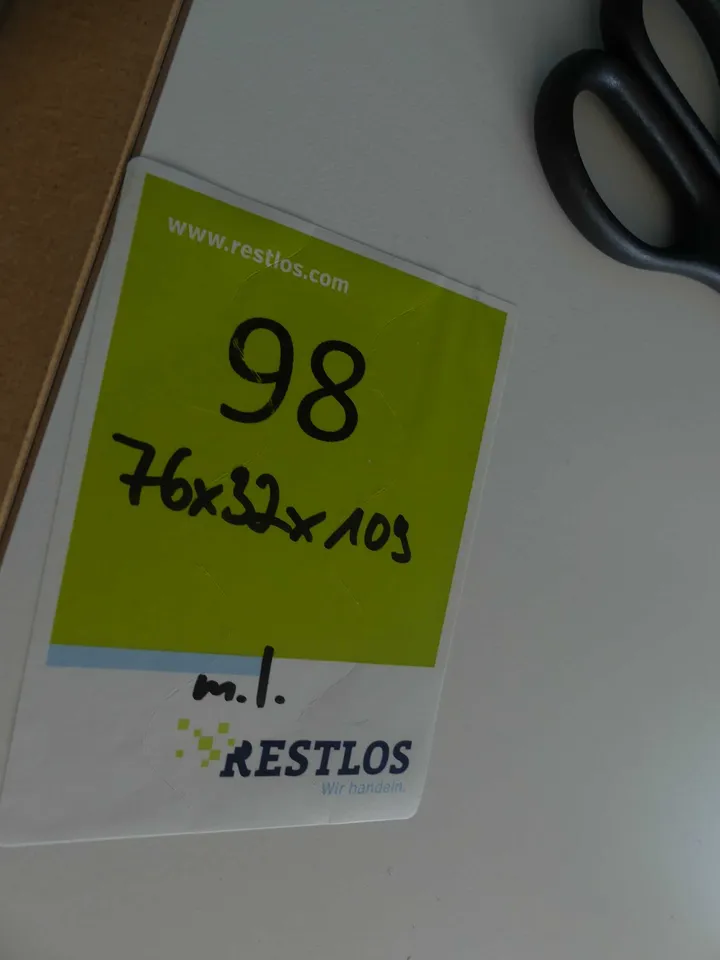 www.restlos.com
98
76x32x109
m.l.
RESTLOS
Wir handeln.